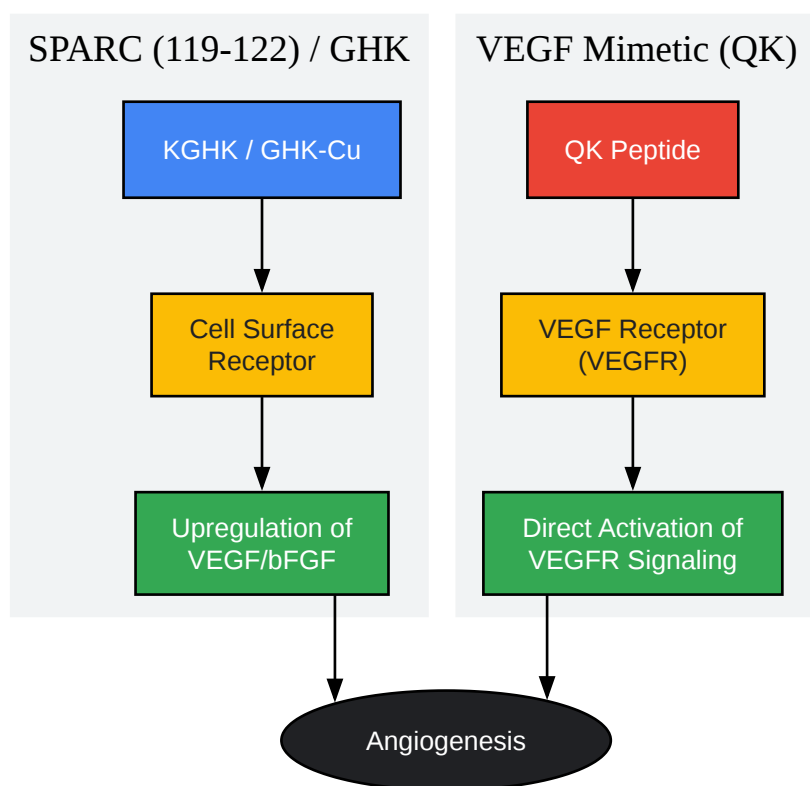 SPARC (119-122) / GHK
KGHK / GHK-Cu
Cell Surface
Receptor
Upregulation of
VEGF/bFGF
VEGF Mimetic (QK)
QK Peptide
VEGF Receptor
(VEGFR)
Direct Activation of
VEGFR Signaling
Angiogenesis